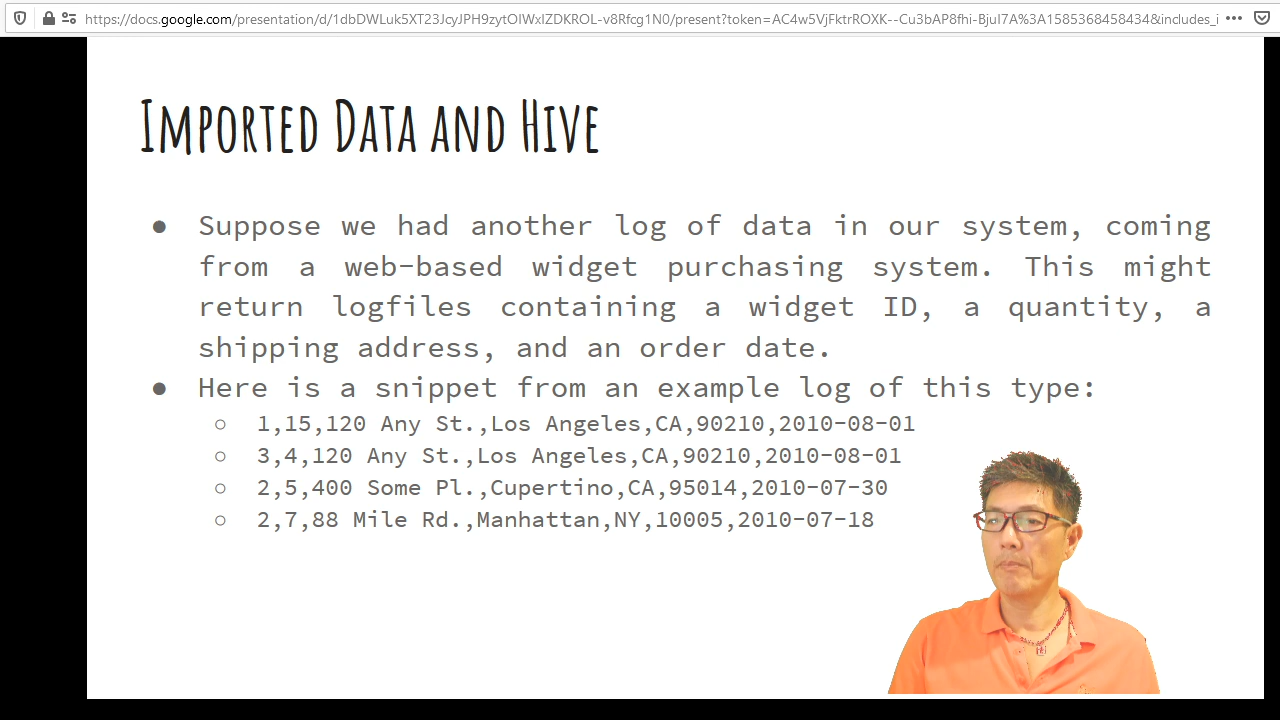 https://docs.google.com/presentation/d/1dbDWLuk5XT23JcyJPH9zytOIWxIZDKROL-v8Rfcg1N0/present?token=AC4w5VjFktrROXK--Cu3bAP8fhi-BjuI7A%3A1585368458434&includes_i
Imported Data and Hive
● Suppose we had another log of data in our system, coming
from a web-based widget purchasing system. This might
return logfiles containing a widget ID, a quantity, a
shipping address, and an order date.
● Here is a snippet from an example log of this type:
○ 1,15,120 Any St.,Los Angeles,CA,90210,2010-08-01
○ 3,4,120 Any St.,Los Angeles,CA,90210,2010-08-01
○ 2,5,400 Some Pl.,Cupertino,CA,95014,2010-07-30
○ 2,7,88 Mile Rd.,Manhattan,NY,10005,2010-07-18